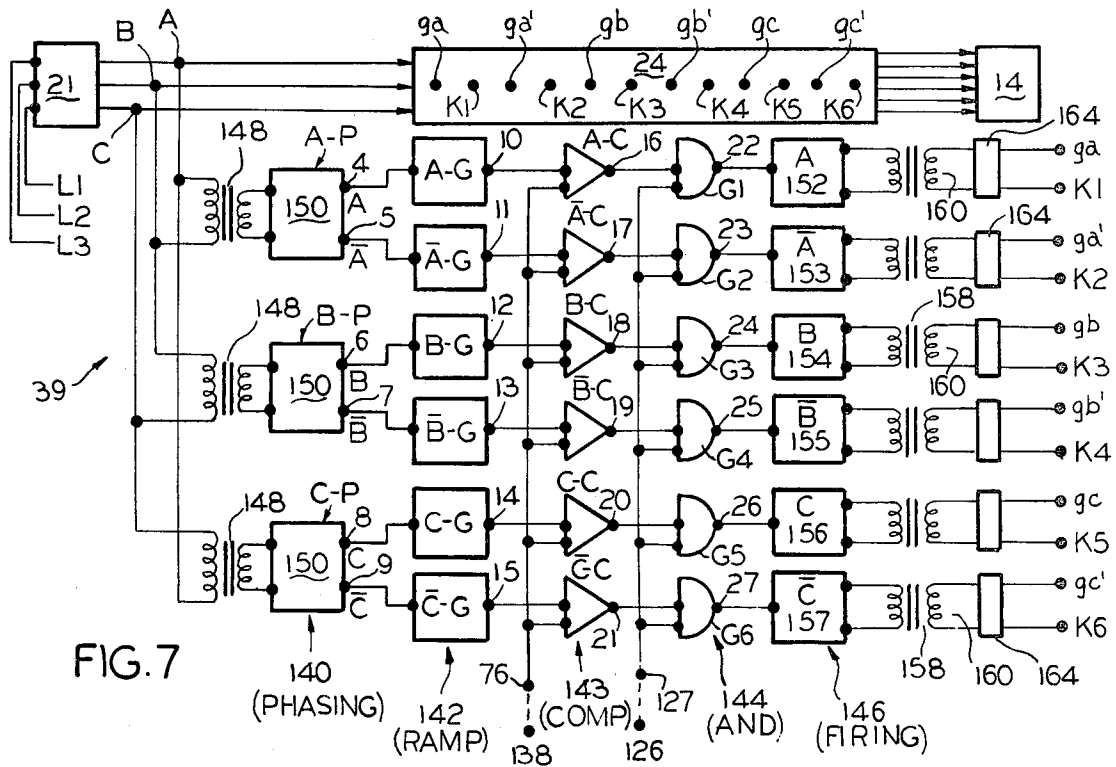 ga ga' gb gb' gc gc'
A
B
21
24
14
K1 K2 K3 K4 K5 K6
C
148 A-P 10 A-C 16 22 164
L1
L2
L3
150 4 A A-G G1 A 152 160 ga K1
5 A̅ 11 A̅-C 17 23 164
A̅-G G2 A̅ 153 ga' K2
148 B-P 12 B-C 18 24 158
39
150 6 B B-G G3 B 154 160 gb K3
7 B̅ 13 B̅-C 19 25
B̅-G G4 B̅ 155 gb' K4
148 C-P 14 C-C 20 26
150 8 C C-G G5 C 156 gc K5
9 C̅ 15 G̅-C 21 27
C̅-G G6 C̅ 157 158 160 164 gc' K6
FIG.7
140
(PHASING)
142
(RAMP)
76
138
143
(COMP)
127
126
144
(AND)
146
(FIRING)